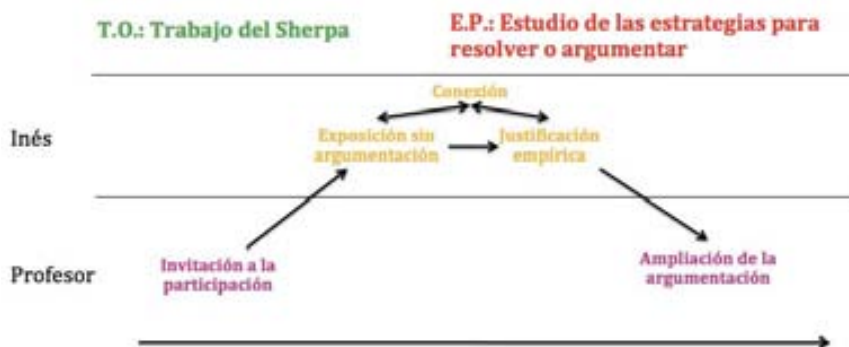 T.O.: Trabajo del Sherpa
E.P.: Estudio de las estrategias para
resolver o argumentar
Conexión
Inés
Exposición sin
argumentación
Justificación
empírica
Profesor
Invitación a la
participación
Ampliación de la
argumentación